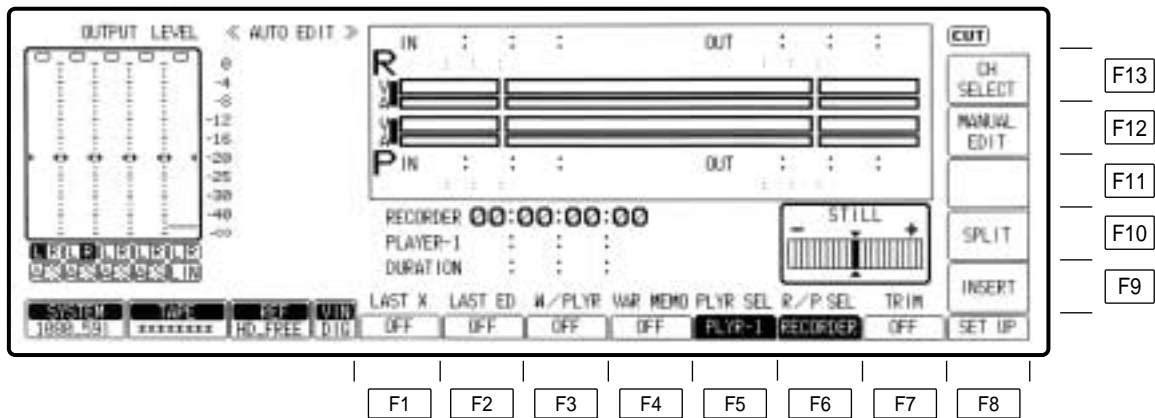 OUTPUT LEVEL
≪ AUTO EDIT ≫
0
-4
-8
-12
-16
-20
-25
-30
-40
-60
R
IN : : :
OUT : : :
V
A
V
A
P
IN : : :
OUT : : :
RECORDER 00:00:00:00
PLAYER-1 : : :
DURATION : : :
STILL
- +
L R L R L R L R L R
LIN
SYSTEM TAPE REF VIN
1080.59i ******** HD_FREE DIG
LAST X LAST ED W/PLYR VAR MEMO PLYR SEL R/P SEL TRIM
OFF OFF OFF OFF PLYR-1 RECORDER OFF SET UP
CUT
CH
SELECT
MANUAL
EDIT
SPLIT
INSERT
F13
F12
F11
F10
F9
F1 F2 F3 F4 F5 F6 F7 F8